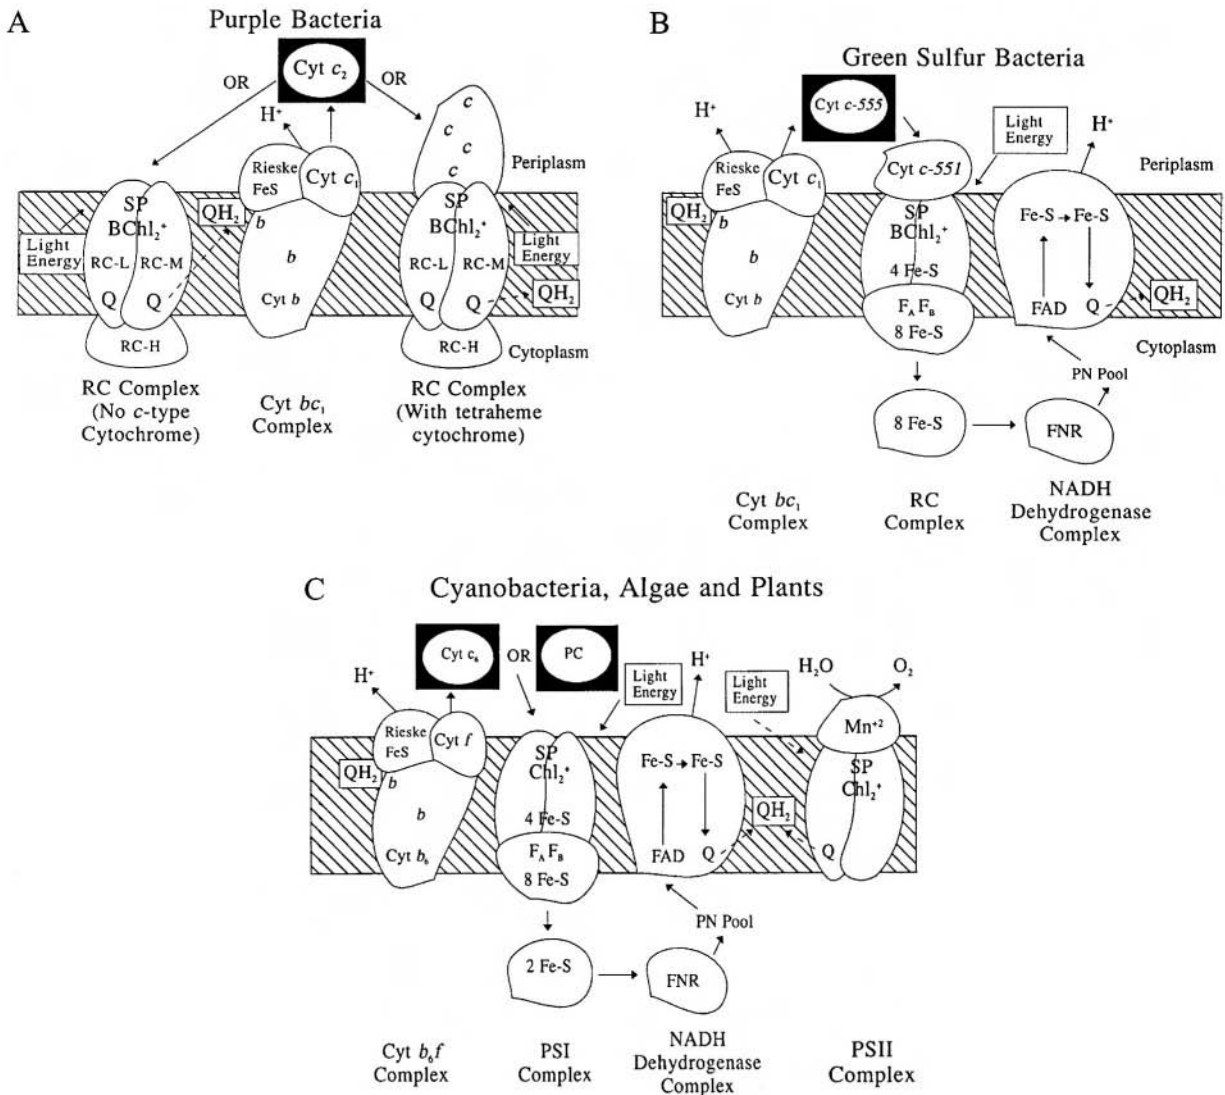 A
Purple Bacteria
Cyt c₂
OR
OR
H⁺
c
c
c
c
Rieske
FeS
Cyt c₁
Periplasm
SP
BChl₂⁺
RC-L
RC-M
Q
Q
RC-H
Light
Energy
QH₂
b
b
Cyt b
SP
BChl₂⁺
RC-L
RC-M
Q
Q
RC-H
Light
Energy
QH₂
Cytoplasm
RC Complex
(No c-type
Cytochrome)
Cyt bc₁
Complex
RC Complex
(With tetraheme
cytochrome)
B
Green Sulfur Bacteria
Cyt c-555
H⁺
Light
Energy
H⁺
Rieske
FeS
Cyt c₁
Cyt c-551
Periplasm
QH₂
b
b
Cyt b
SP
BChl₂⁺
4 Fe-S
F_A F_B
8 Fe-S
Fe-S
Fe-S
FAD
Q
QH₂
Cytoplasm
PN Pool
8 Fe-S
FNR
Cyt bc₁
Complex
RC
Complex
NADH
Dehydrogenase
Complex
C
Cyanobacteria, Algae and Plants
Cyt c₆
OR
PC
H⁺
Light
Energy
H⁺
Light
Energy
H₂O
O₂
Rieske
FeS
Cyt f
Mn⁺²
QH₂
b
b
Cyt b₆
SP
Chl₂⁺
4 Fe-S
F_A F_B
8 Fe-S
Fe-S
Fe-S
FAD
Q
QH₂
SP
Chl₂⁺
Q
PN Pool
2 Fe-S
FNR
Cyt b₆f
Complex
PSI
Complex
NADH
Dehydrogenase
Complex
PSII
Complex